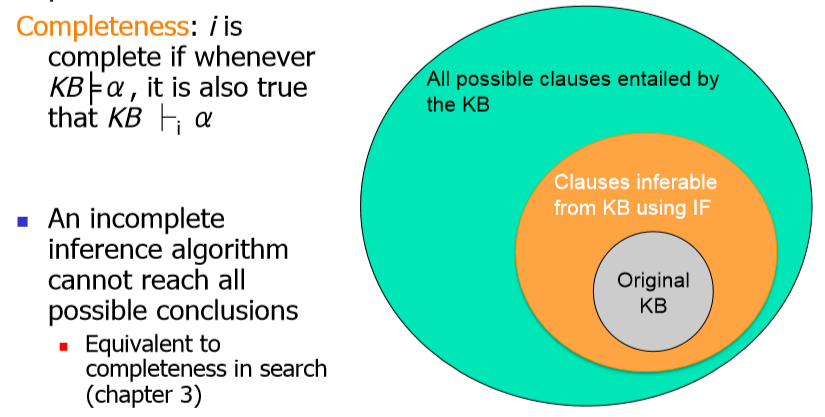 Completeness: i is
complete if whenever
KB╞ α , it is also true
that KB ├i α
An incomplete
inference algorithm
cannot reach all
possible conclusions
Equivalent to
completeness in search
(chapter 3)
All possible clauses entailed by
the KB
Clauses inferable
from KB using IF
Original
KB